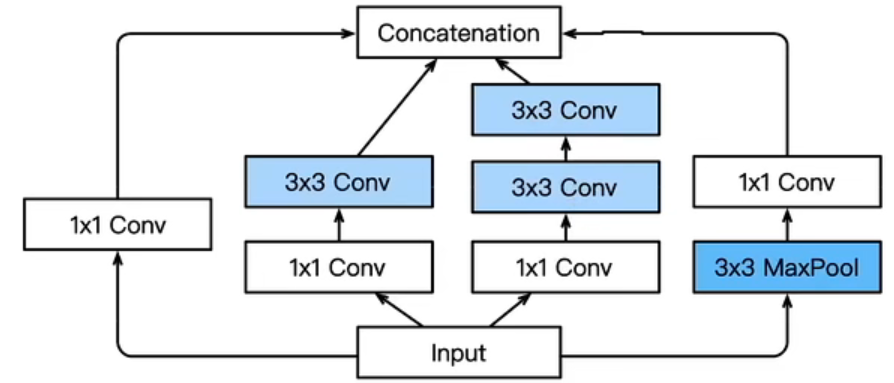 Concatenation
3x3 Conv
3x3 Conv
3x3 Conv
1x1 Conv
1x1 Conv
1x1 Conv
1x1 Conv
3x3 MaxPool
Input